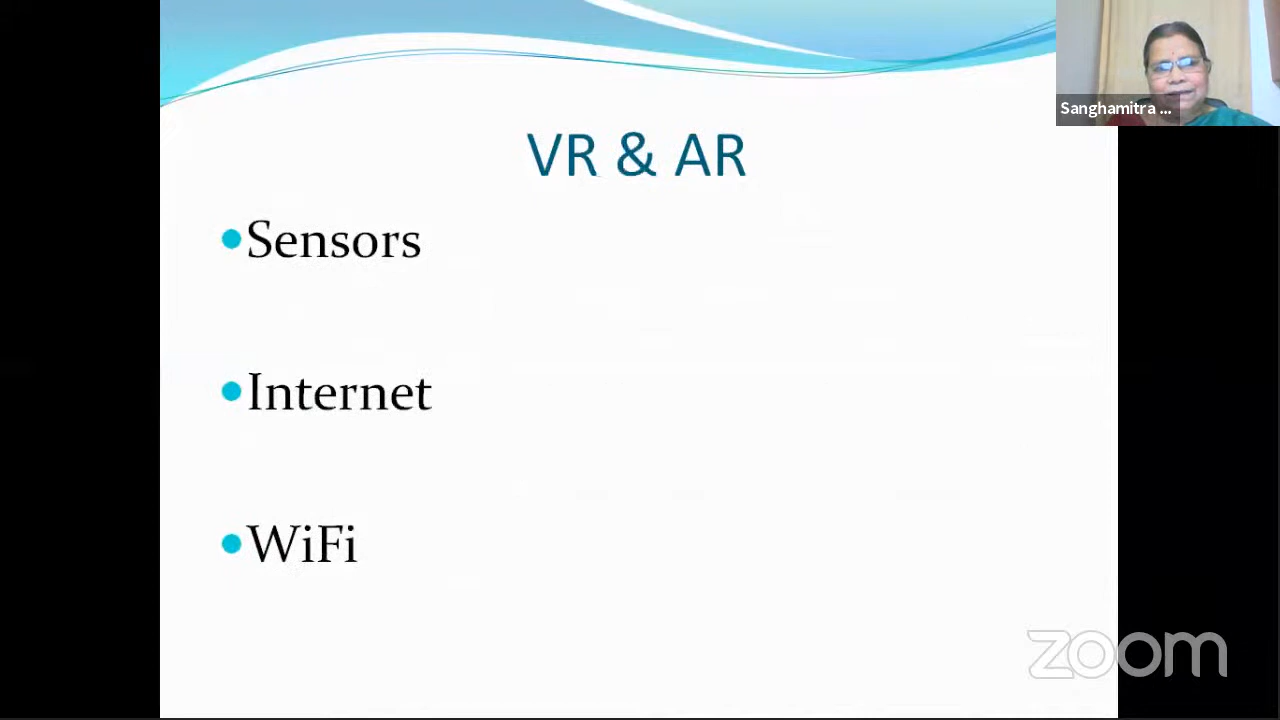 Sanghamitra ...
VR & AR
•Sensors
•Internet
•WiFi
zoom